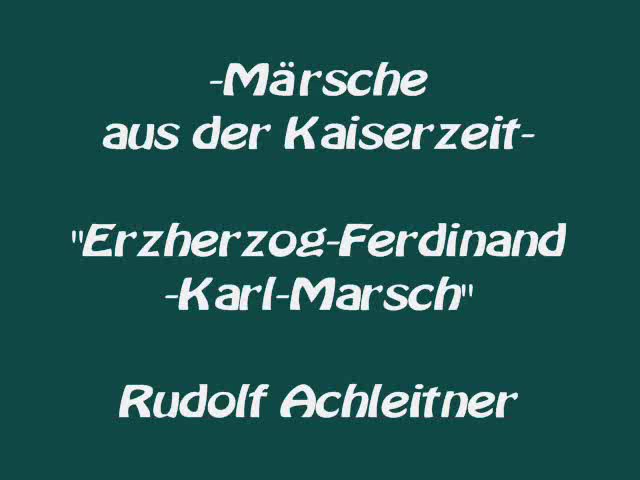 -Märsche
aus der Kaiserzeit-
"Erzherzog-Ferdinand
-Karl-Marsch"
Rudolf Achleitner